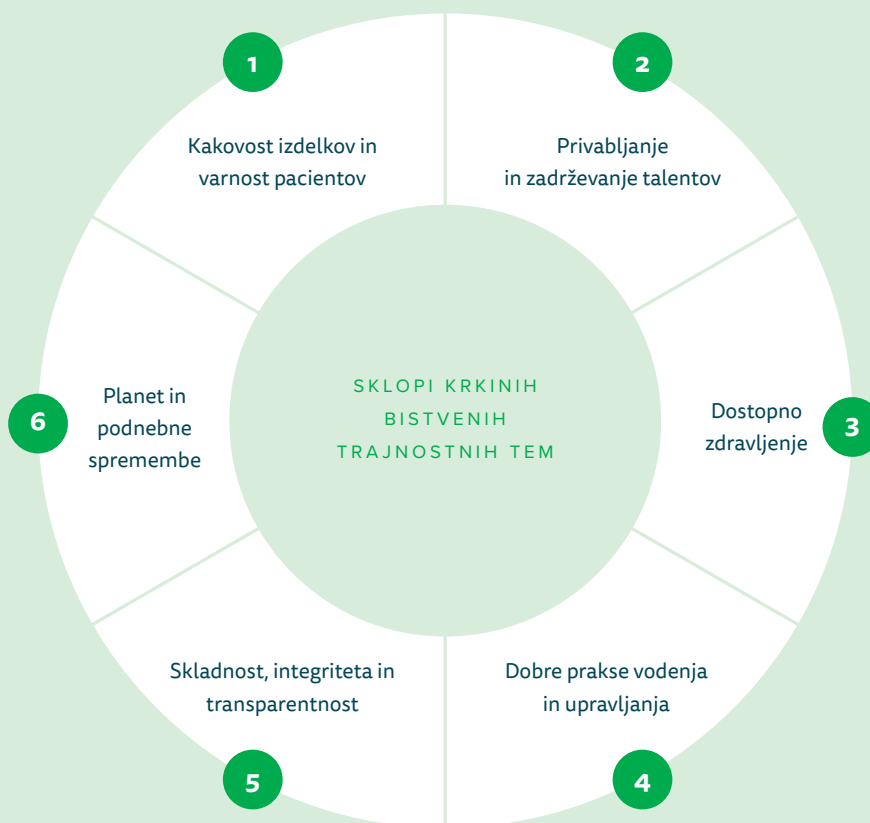 1
Kakovost izdelkov in
varnost pacientov
2
Privabljanje
in zadrževanje talentov
3
Dostopno
zdravljenje
4
Dobre prakse vodenja
in upravljanja
5
Skladnost, integriteta in
transparentnost
6
Planet in
podnebne
spremembe
SKLOPI KRKINIH
BISTVENIH
TRAJNOSTNIH TEM